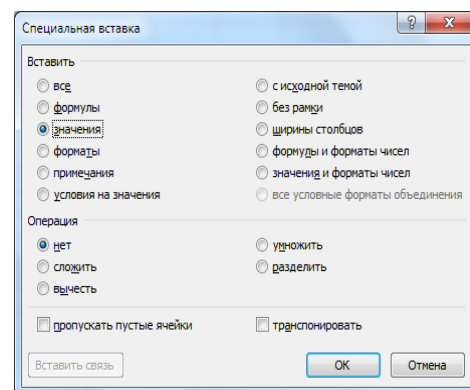 Специальная вставка
Вставить
все
с исходной темой
формулы
без рамки
значения
ширины столбцов
форматы
формулы и форматы чисел
примечания
значения и форматы чисел
условия на значения
все условные форматы объединения
Операция
нет
умножить
сложить
разделить
вычесть
пропускать пустые ячейки
транспонировать
Вставить связь
ОК
Отмена